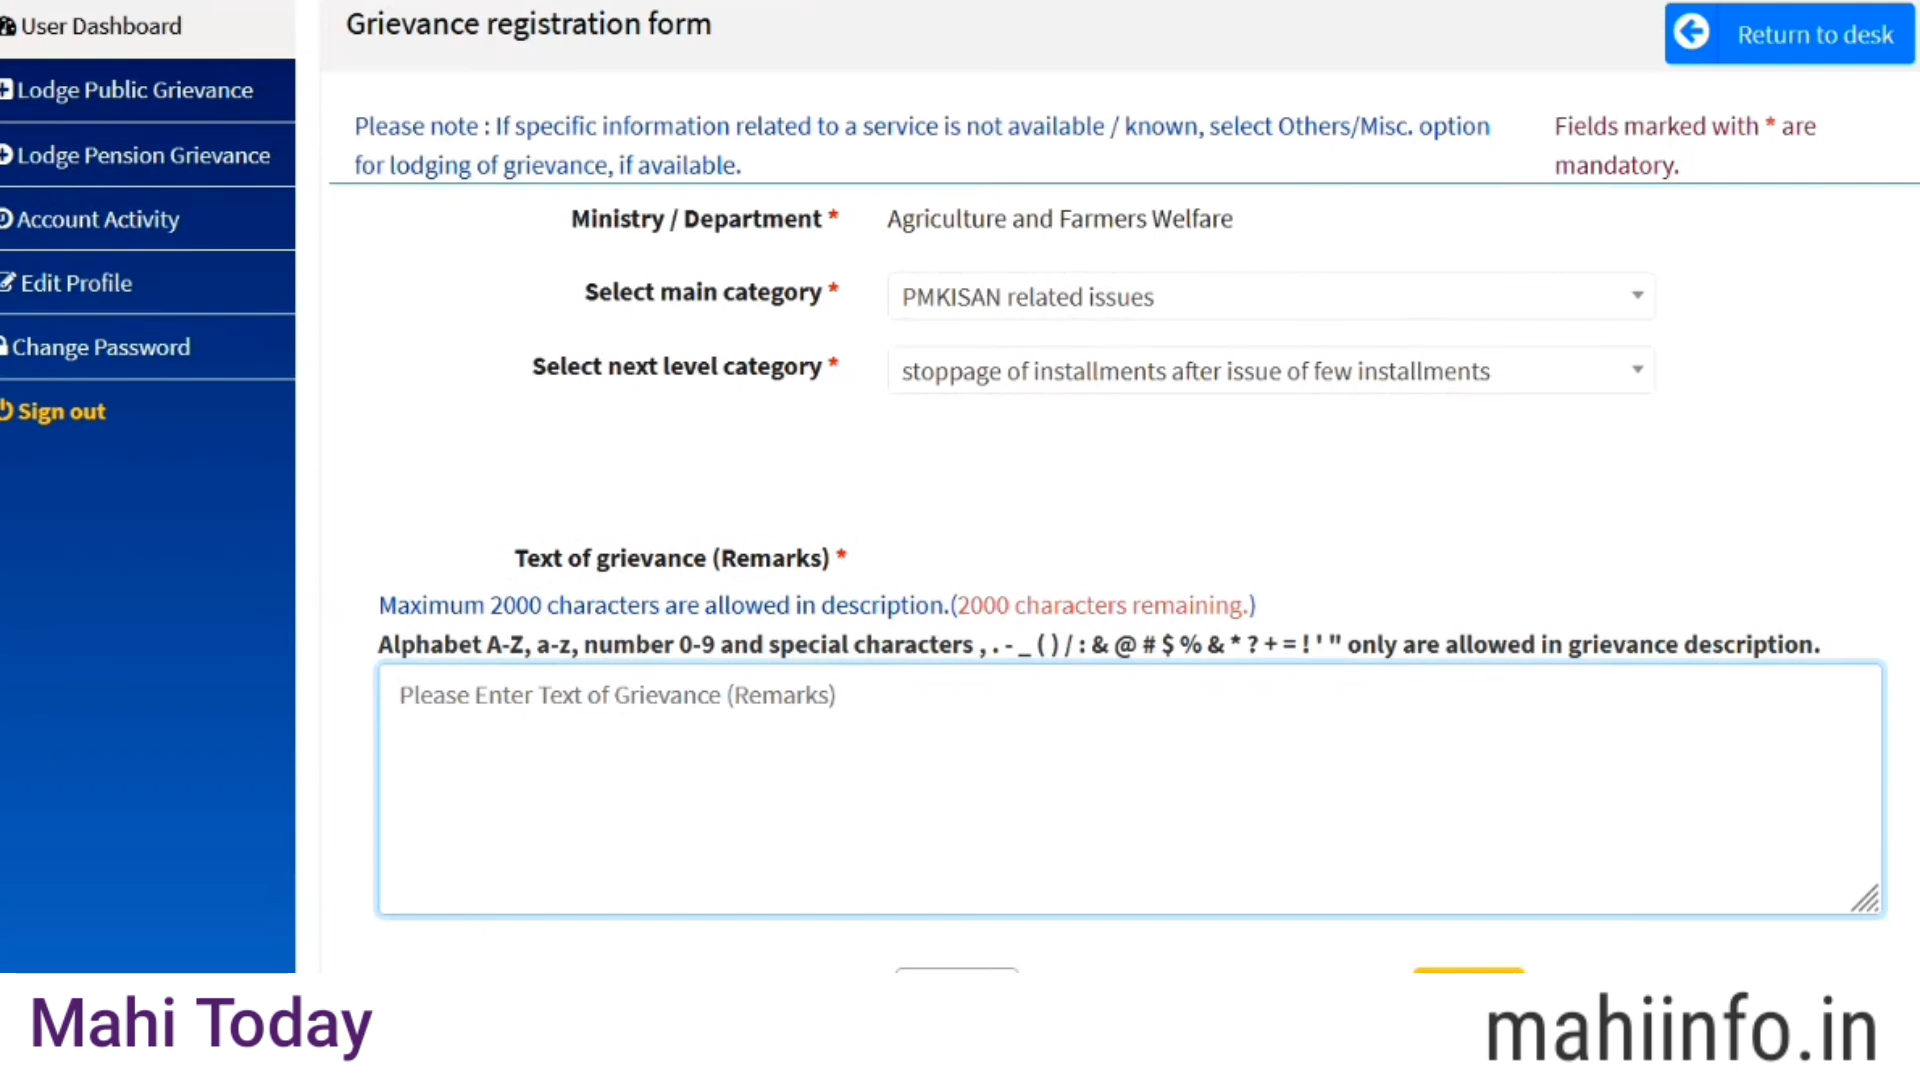 User Dashboard
Lodge Public Grievance
Lodge Pension Grievance
Account Activity
Edit Profile
Change Password
Sign out
Grievance registration form
Return to desk
Please note : If specific information related to a service is not available / known, select Others/Misc. option
for lodging of grievance, if available.
Fields marked with * are
mandatory.
Ministry / Department * Agriculture and Farmers Welfare
Select main category * PMKISAN related issues
Select next level category * stoppage of installments after issue of few installments
Text of grievance (Remarks) *
Maximum 2000 characters are allowed in description.(2000 characters remaining.)
Alphabet A-Z, a-z, number 0-9 and special characters , . - _ ( ) / : & @ # $ % & * ? + = ! ' " only are allowed in grievance description.
Please Enter Text of Grievance (Remarks)
Mahi Today
mahiinfo.in